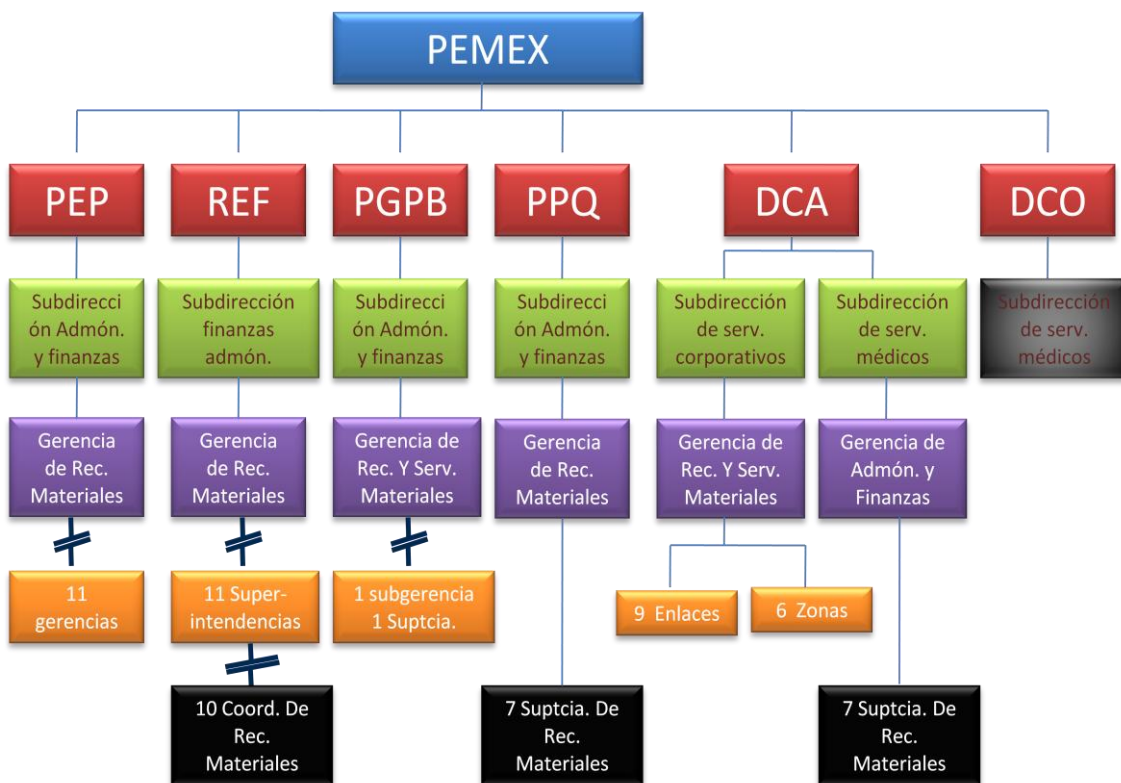 PEMEX
PEP
REF
PGPB
PPQ
DCA
DCO
Subdirecci
ón Admón.
y finanzas
Subdirección
finanzas
admón.
Subdirecci
ón Admón.
y finanzas
Subdirecci
ón Admón.
y finanzas
Subdirección
de serv.
corporativos
Subdirección
de serv.
médicos
Subdirección
de serv.
médicos
Gerencia
de Rec.
Materiales
Gerencia
de Rec.
Materiales
Gerencia de
Rec. Y Serv.
Materiales
Gerencia
de Rec.
Materiales
Gerencia de
Rec. Y Serv.
Materiales
Gerencia de
Admón. y
Finanzas
11
gerencias
11 Super-
intendencias
1 subgerencia
1 Suptcia.
9 Enlaces
6 Zonas
10 Coord. De
Rec.
Materiales
7 Suptcia. De
Rec.
Materiales
7 Suptcia. De
Rec.
Materiales